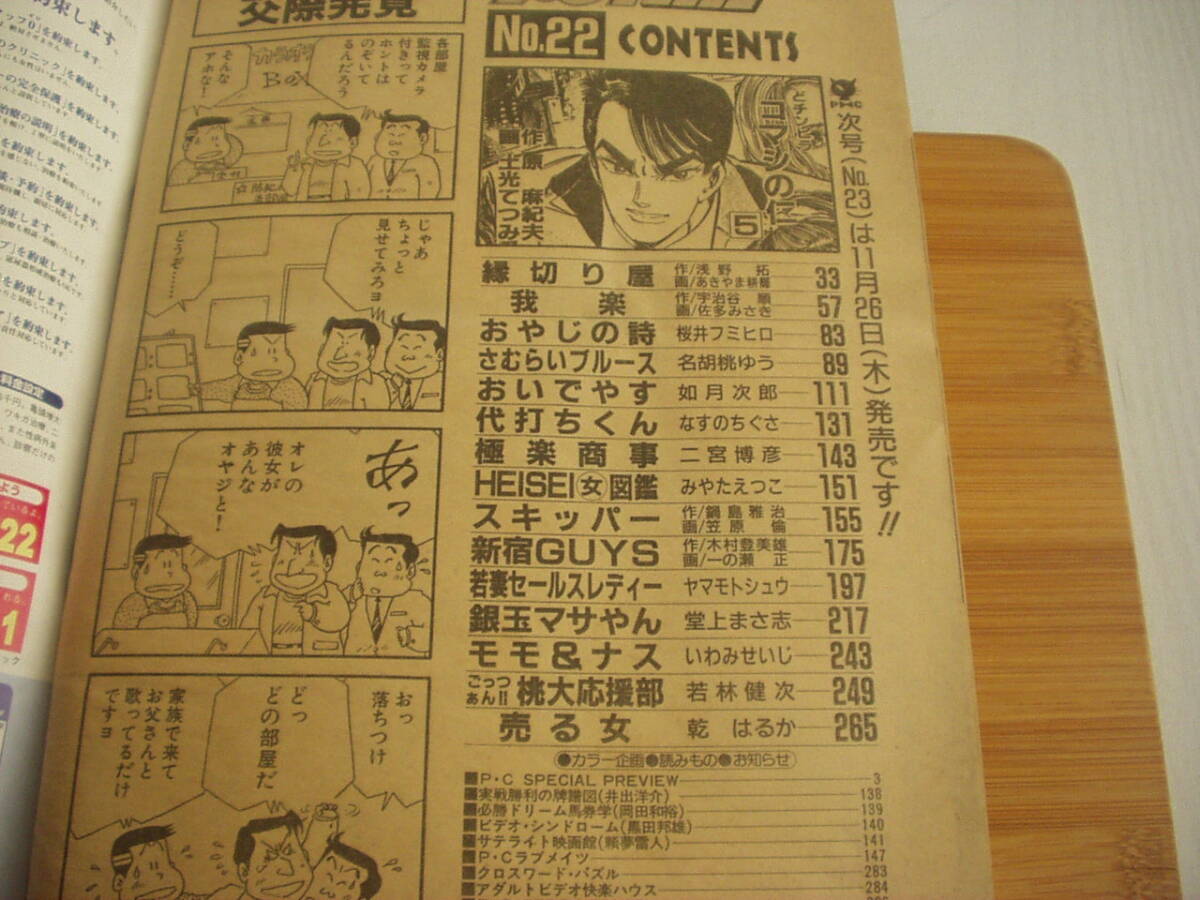 交際発見
カラオケ
Box
各部屋
監視カメラ
付きって
ホントは
のぞいて
るんだろう
そんな
アホな!
じゃあ
ちょっと
見せてみろヨ
どうぞ……
あっ
オレの
彼女が
あんな
オヤジと!
おっ
落ちつけ
どっ
どの部屋だ
家族で来て
お父さんと
歌ってるだけ
ですヨ
No.22 CONTENTS
PMC
次号(No.23)は11月26日(木)発売です!!
コマシの仁
作/原 麻紀夫
画/土光てつみ
5
縁切り屋 作/浅野 拓 画/あきやま耕輝 33
我楽 作/宇治谷 順 画/佐多みさき 57
おやじの詩 桜井フミヒロ 83
さむらいブルース 名胡桃ゆう 89
おいでやす 如月次郎 111
代打ちくん なすのちぐさ 131
極楽商事 二宮博彦 143
HEISEI女図鑑 みやたえつこ 151
スキッパー 作/鍋島雅治 画/笠原 倫 155
新宿GUYS 作/木村登美雄 画/一の瀬 正 175
若妻セールスレディー ヤマモトシュウ 197
銀玉マサやん 堂上まさ志 217
モモ&ナス いわみせいじ 243
ごっつあん!! 桃大応援部 若林健次 249
売る女 乾 はるか 265
●カラー企画●読みもの●お知らせ
■P・C SPECIAL PREVIEW 3
■実戦勝利の牌譜図(井出洋介) 138
■必勝ドリーム馬券学(岡田和裕) 139
■ビデオ・シンドローム(黒田邦雄) 140
■サテライト映画館(頼夢雷人) 141
■P・Cラブメイツ 147
■クロスワード・パズル 283
■アダルトビデオ快楽ハウス 284